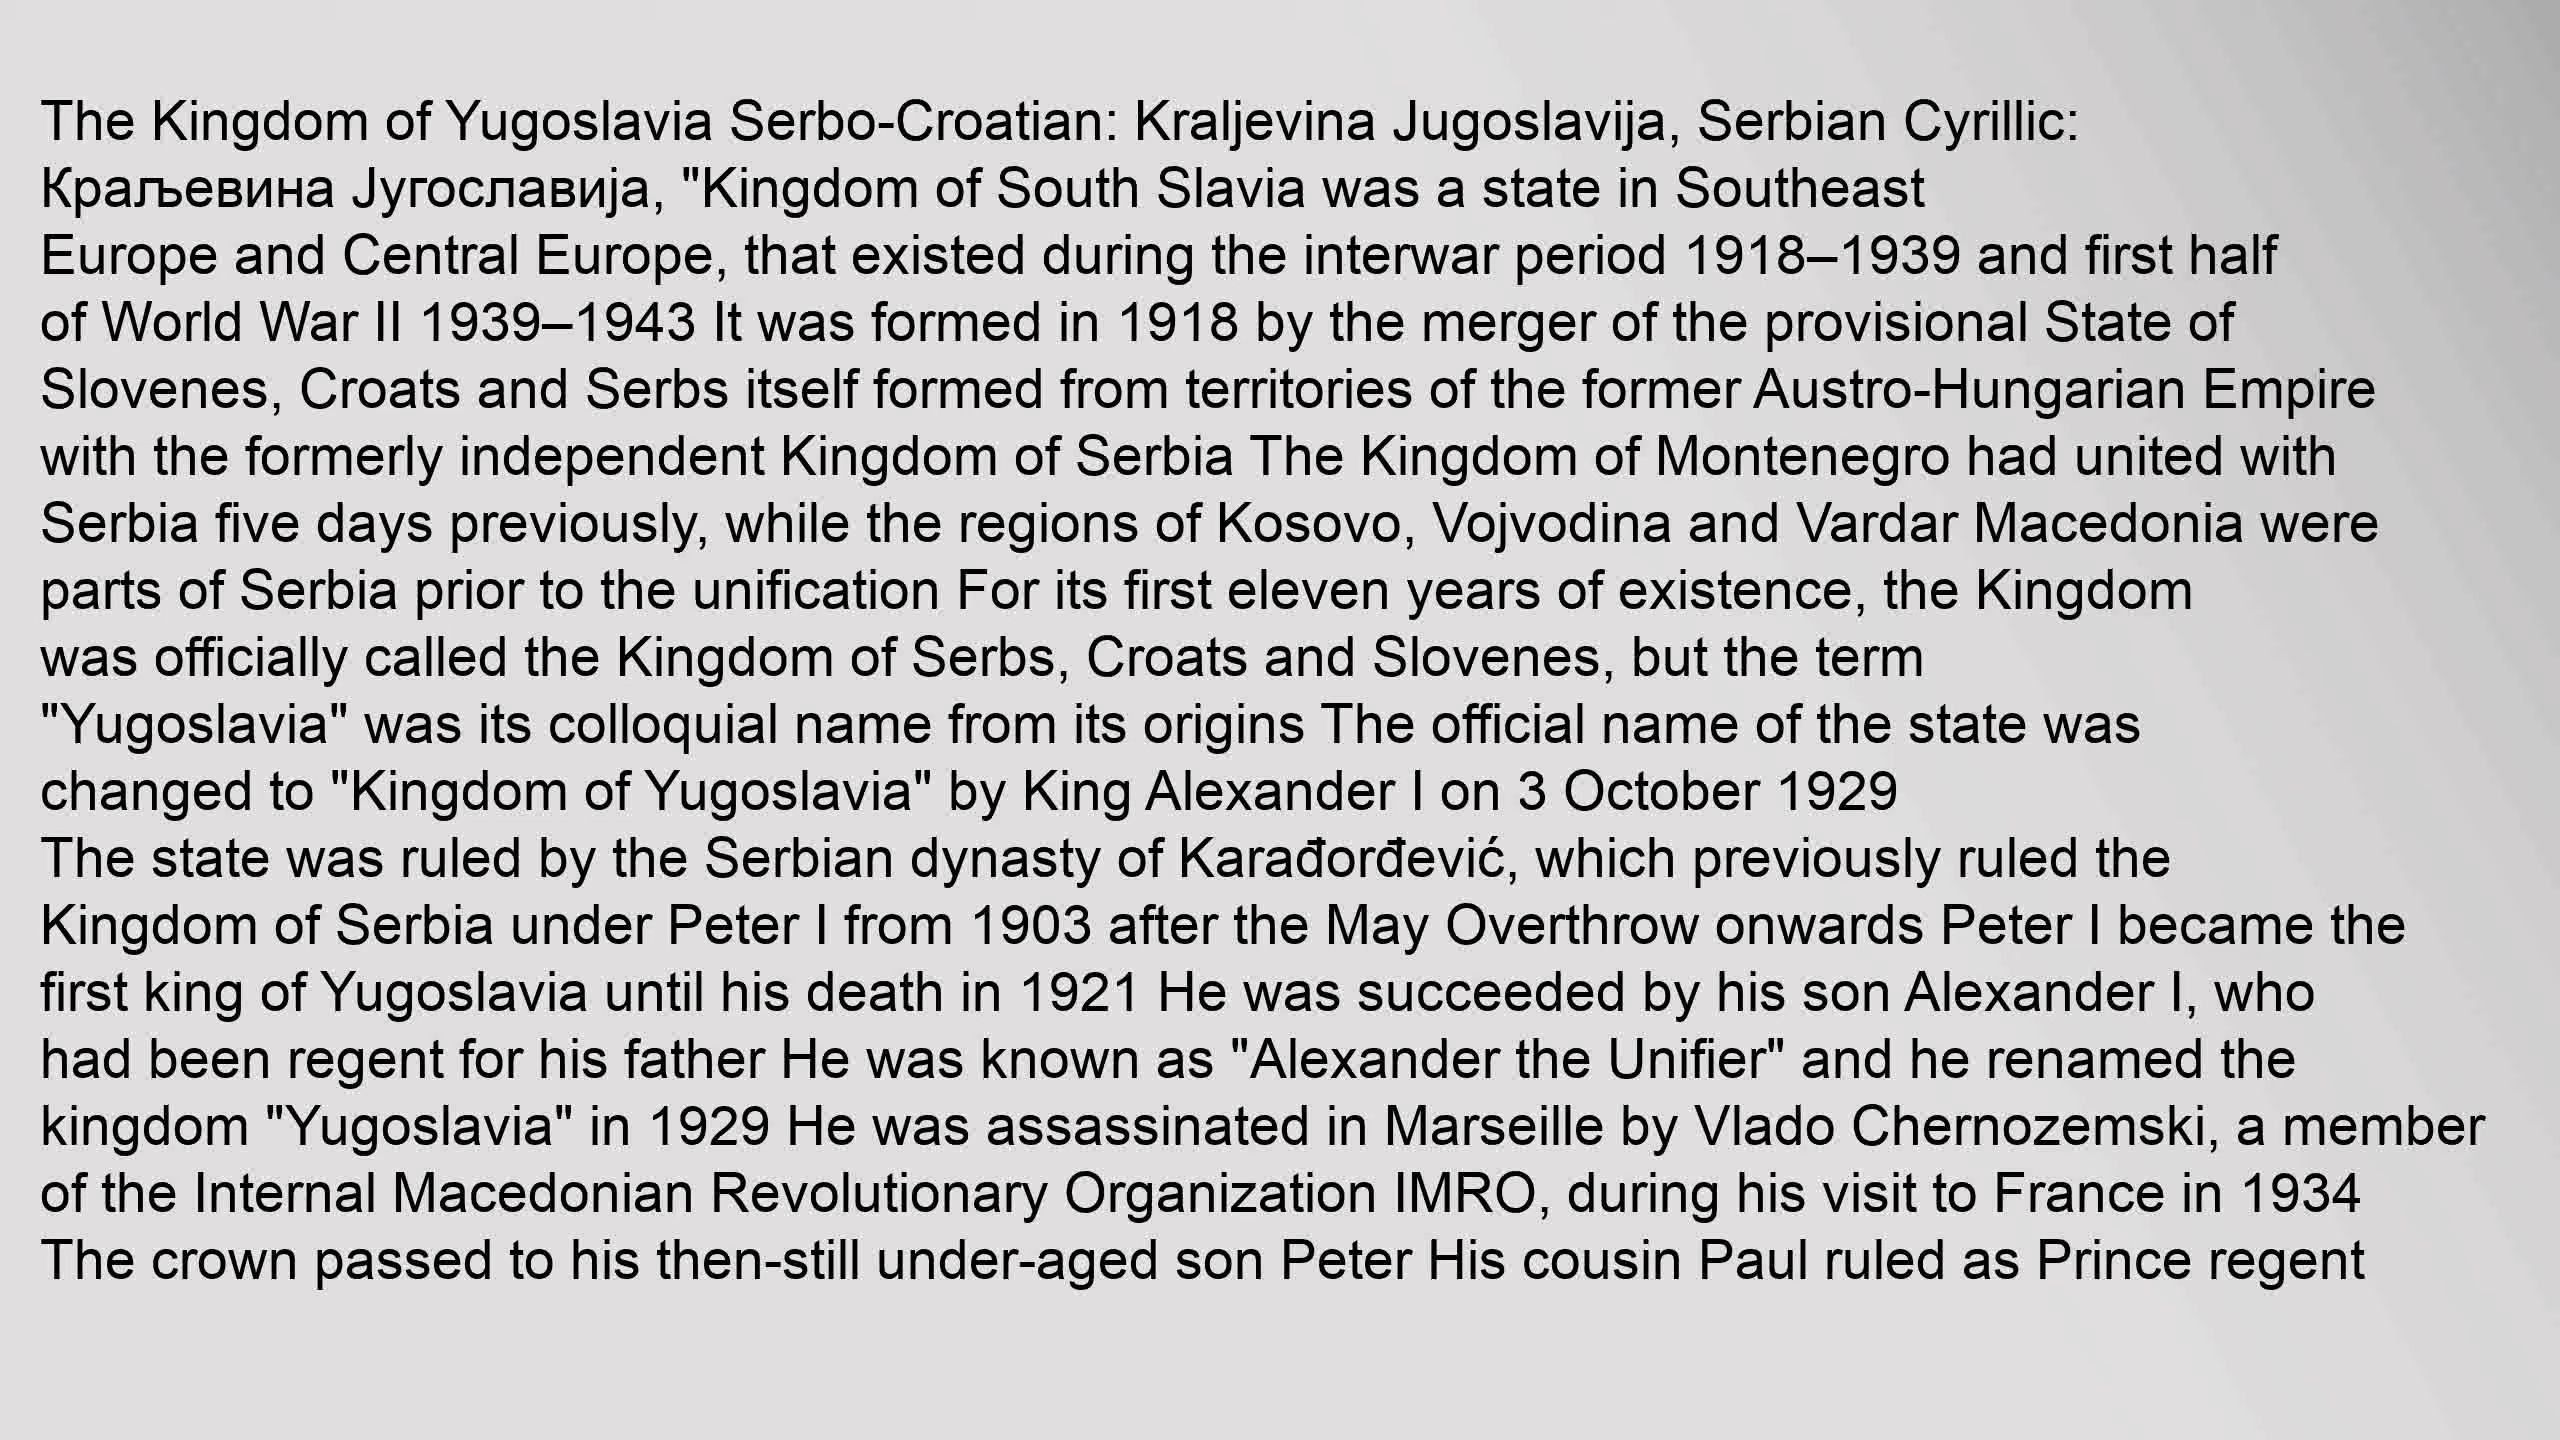 The Kingdom of Yugoslavia Serbo-Croatian: Kraljevina Jugoslavija, Serbian Cyrillic:
Краљевина Југославија, "Kingdom of South Slavia was a state in Southeast
Europe and Central Europe, that existed during the interwar period 1918–1939 and first half
of World War II 1939–1943 It was formed in 1918 by the merger of the provisional State of
Slovenes, Croats and Serbs itself formed from territories of the former Austro-Hungarian Empire
with the formerly independent Kingdom of Serbia The Kingdom of Montenegro had united with
Serbia five days previously, while the regions of Kosovo, Vojvodina and Vardar Macedonia were
parts of Serbia prior to the unification For its first eleven years of existence, the Kingdom
was officially called the Kingdom of Serbs, Croats and Slovenes, but the term
"Yugoslavia" was its colloquial name from its origins The official name of the state was
changed to "Kingdom of Yugoslavia" by King Alexander I on 3 October 1929
The state was ruled by the Serbian dynasty of Karađorđević, which previously ruled the
Kingdom of Serbia under Peter I from 1903 after the May Overthrow onwards Peter I became the
first king of Yugoslavia until his death in 1921 He was succeeded by his son Alexander I, who
had been regent for his father He was known as "Alexander the Unifier" and he renamed the
kingdom "Yugoslavia" in 1929 He was assassinated in Marseille by Vlado Chernozemski, a member
of the Internal Macedonian Revolutionary Organization IMRO, during his visit to France in 1934
The crown passed to his then-still under-aged son Peter His cousin Paul ruled as Prince regent